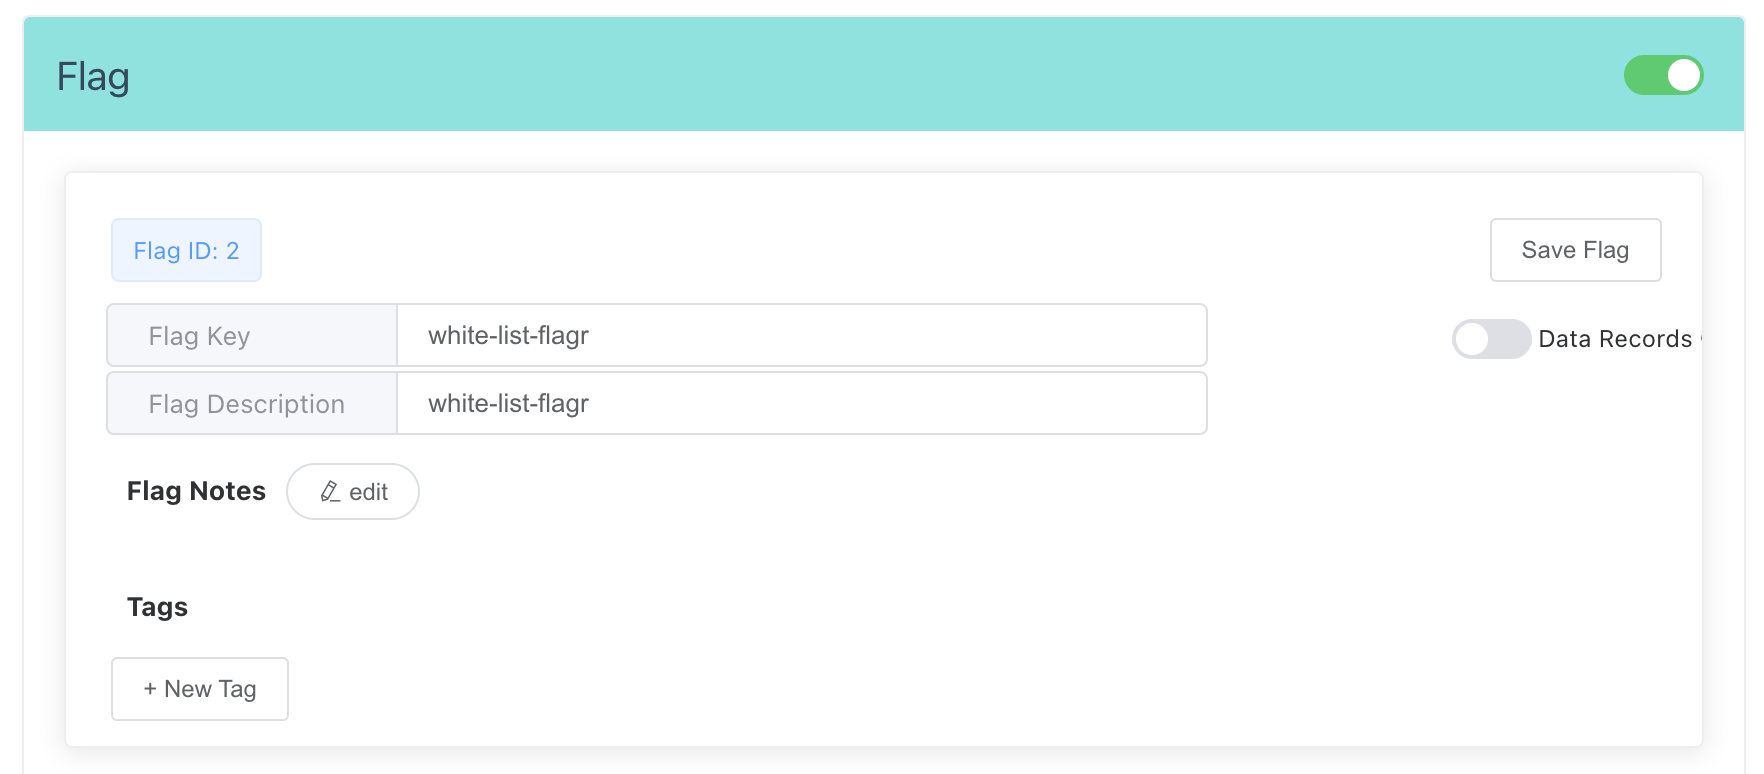 Flag
Flag ID: 2
Save Flag
Flag Key
white-list-flagr
Data Records
Flag Description
white-list-flagr
Flag Notes
edit
Tags
+ New Tag